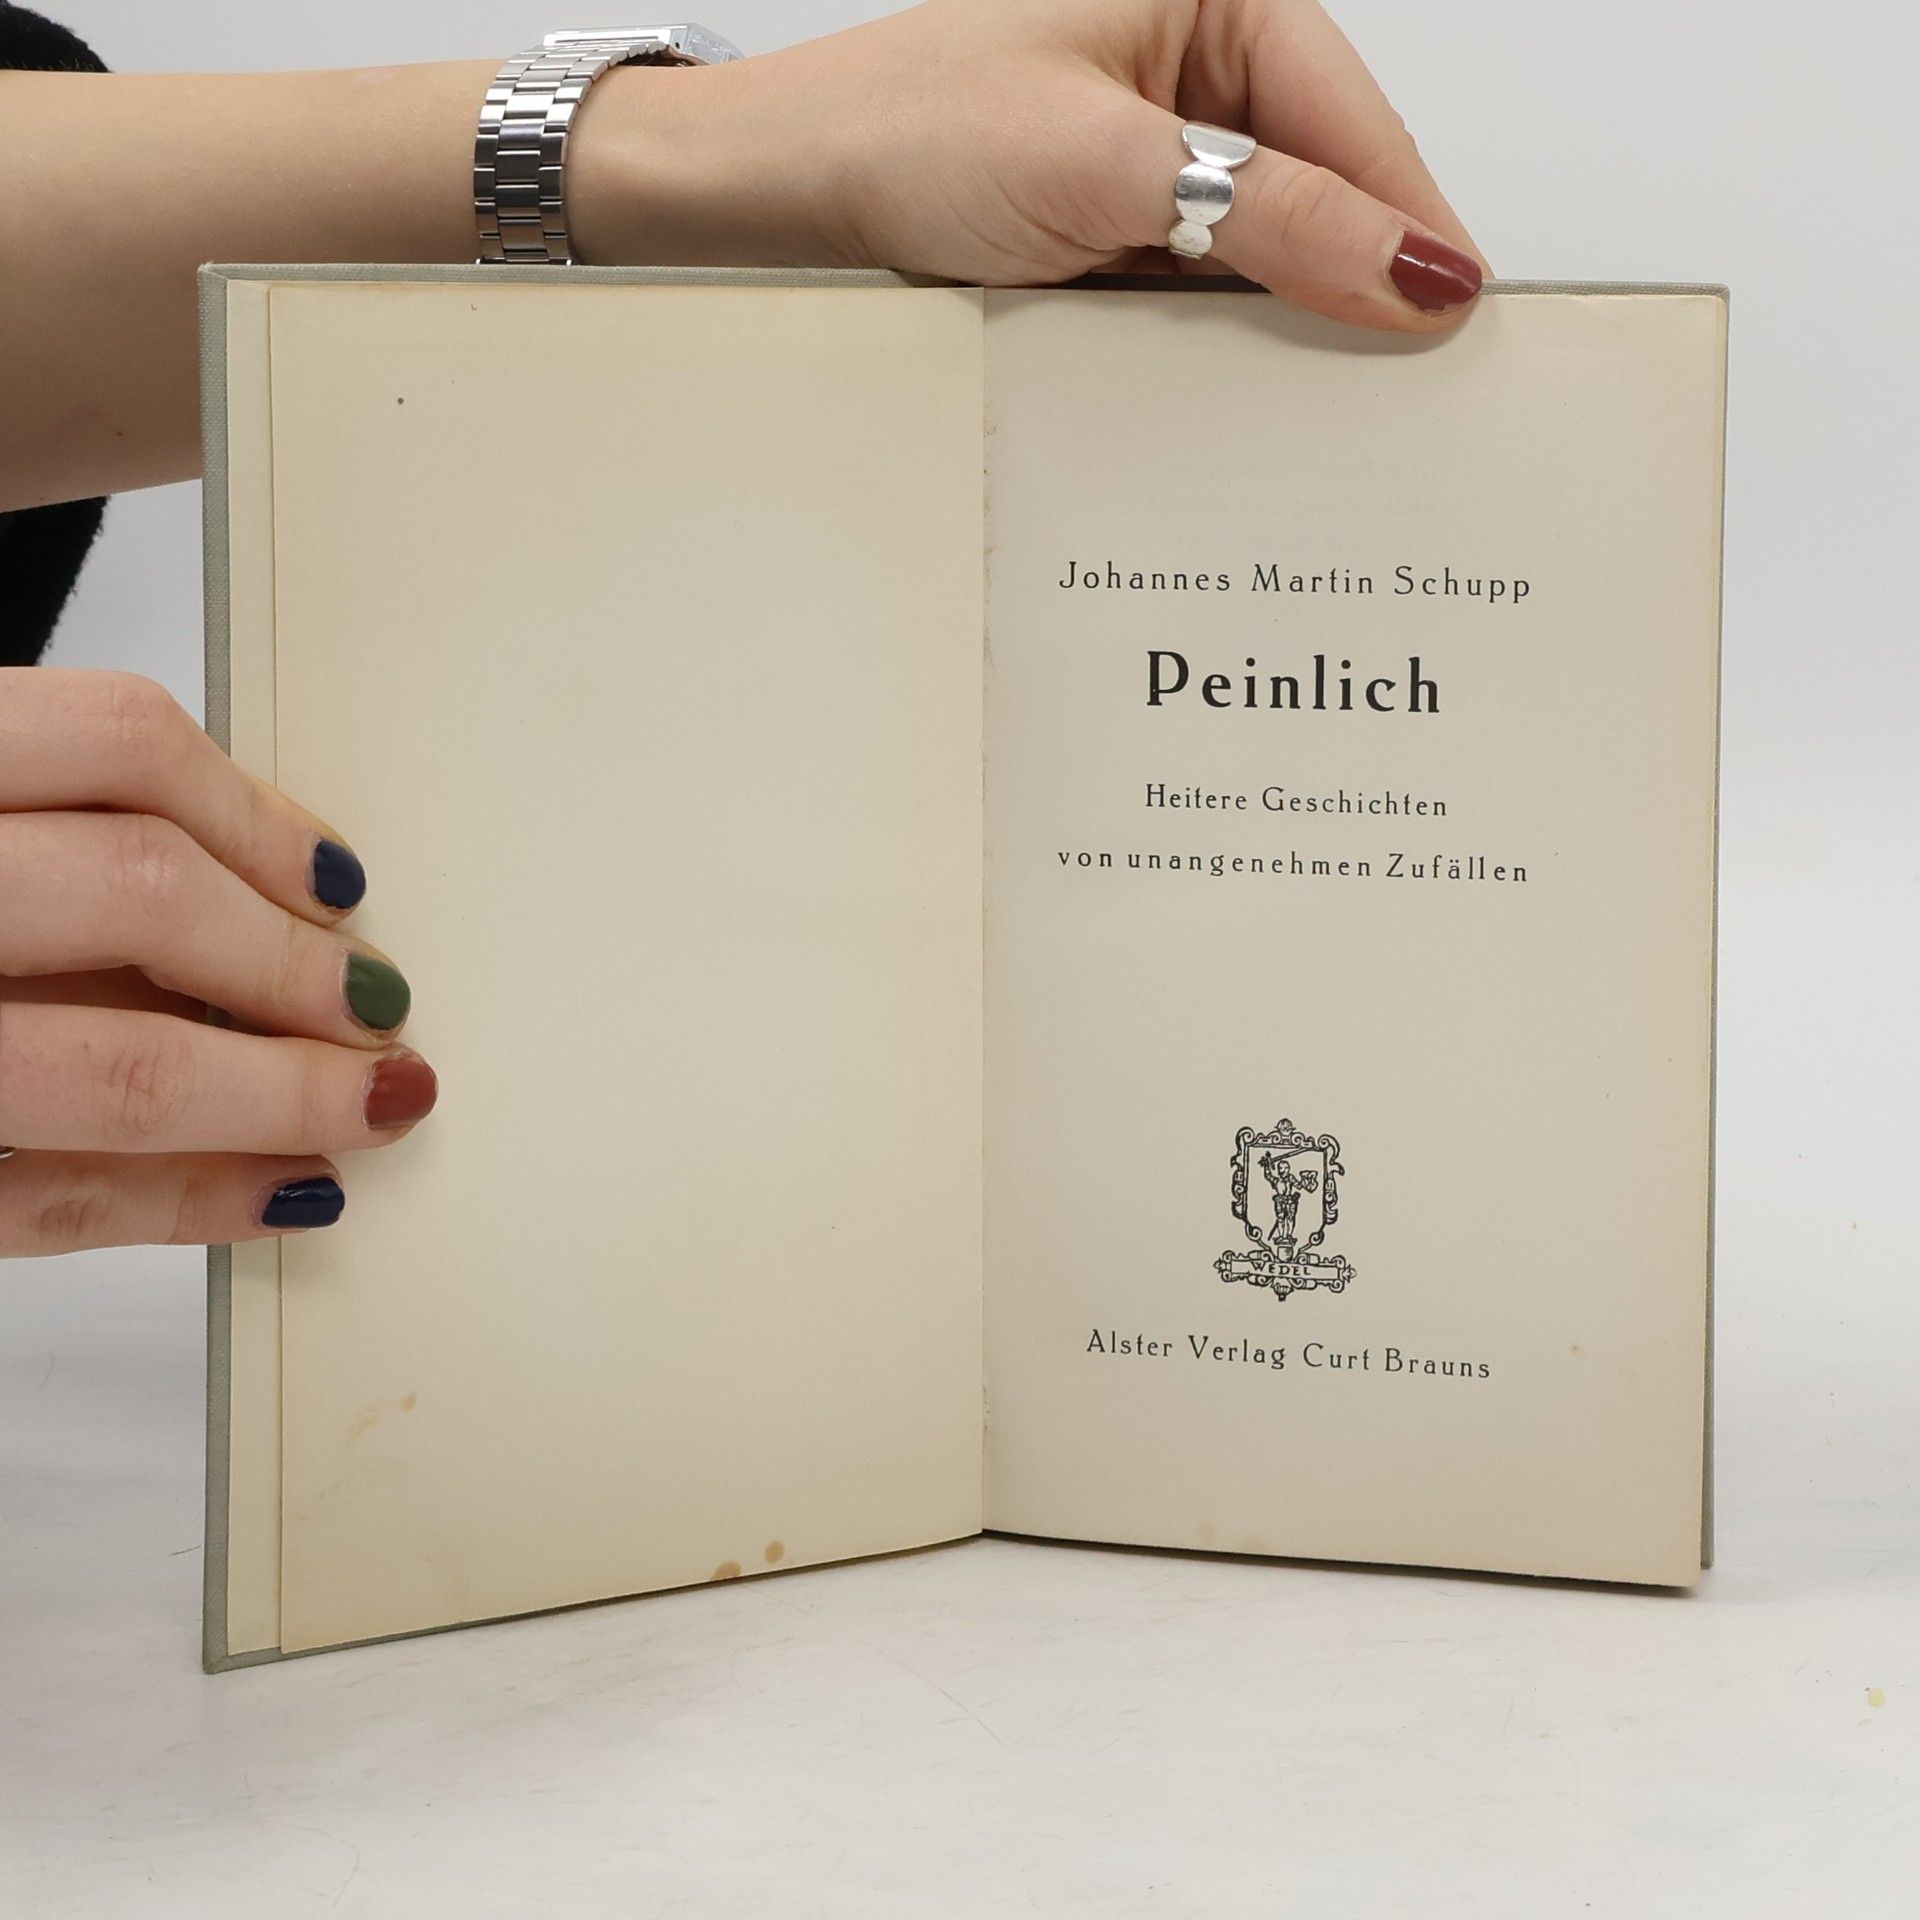 Johannes Martin Schupp
Peinlich
Heitere Geschichten
von unangenehmen Zufällen
WEDEL
Alster Verlag Curt Brauns